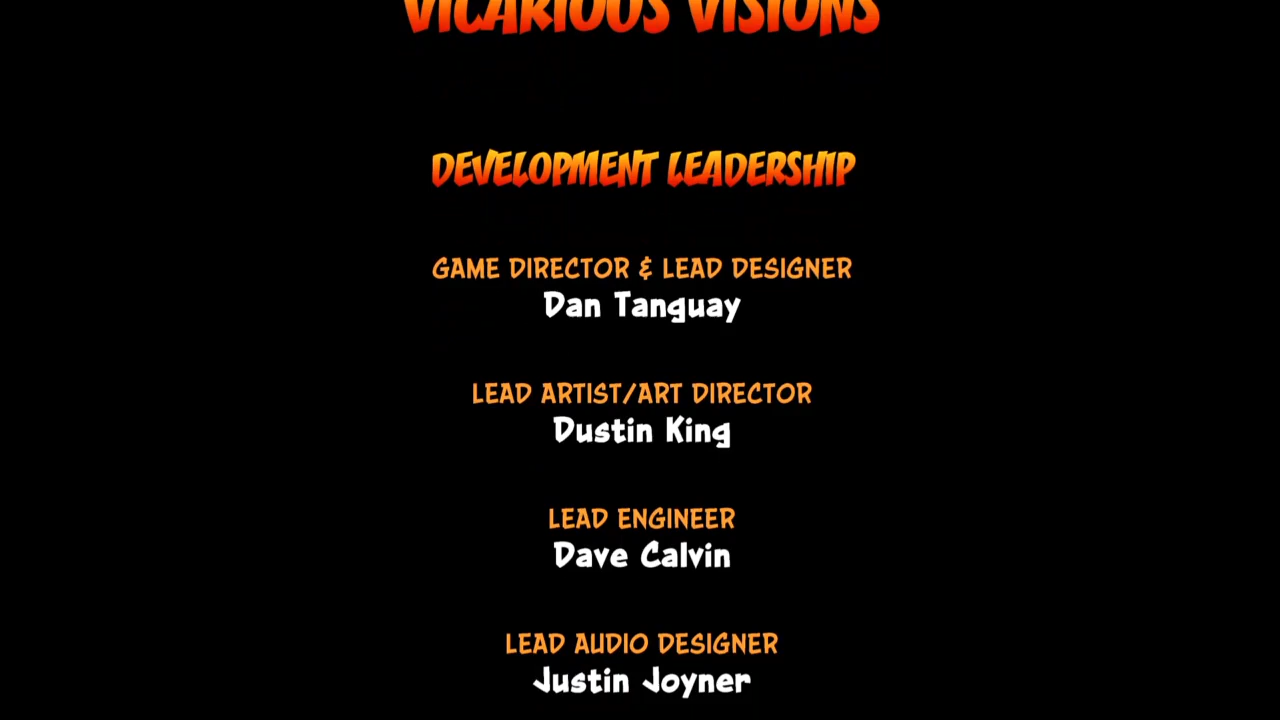 VICARIOUS VISIONS
DEVELOPMENT LEADERSHIP
GAME DIRECTOR & LEAD DESIGNER
Dan Tanguay
LEAD ARTIST/ART DIRECTOR
Dustin King
LEAD ENGINEER
Dave Calvin
LEAD AUDIO DESIGNER
Justin Joyner